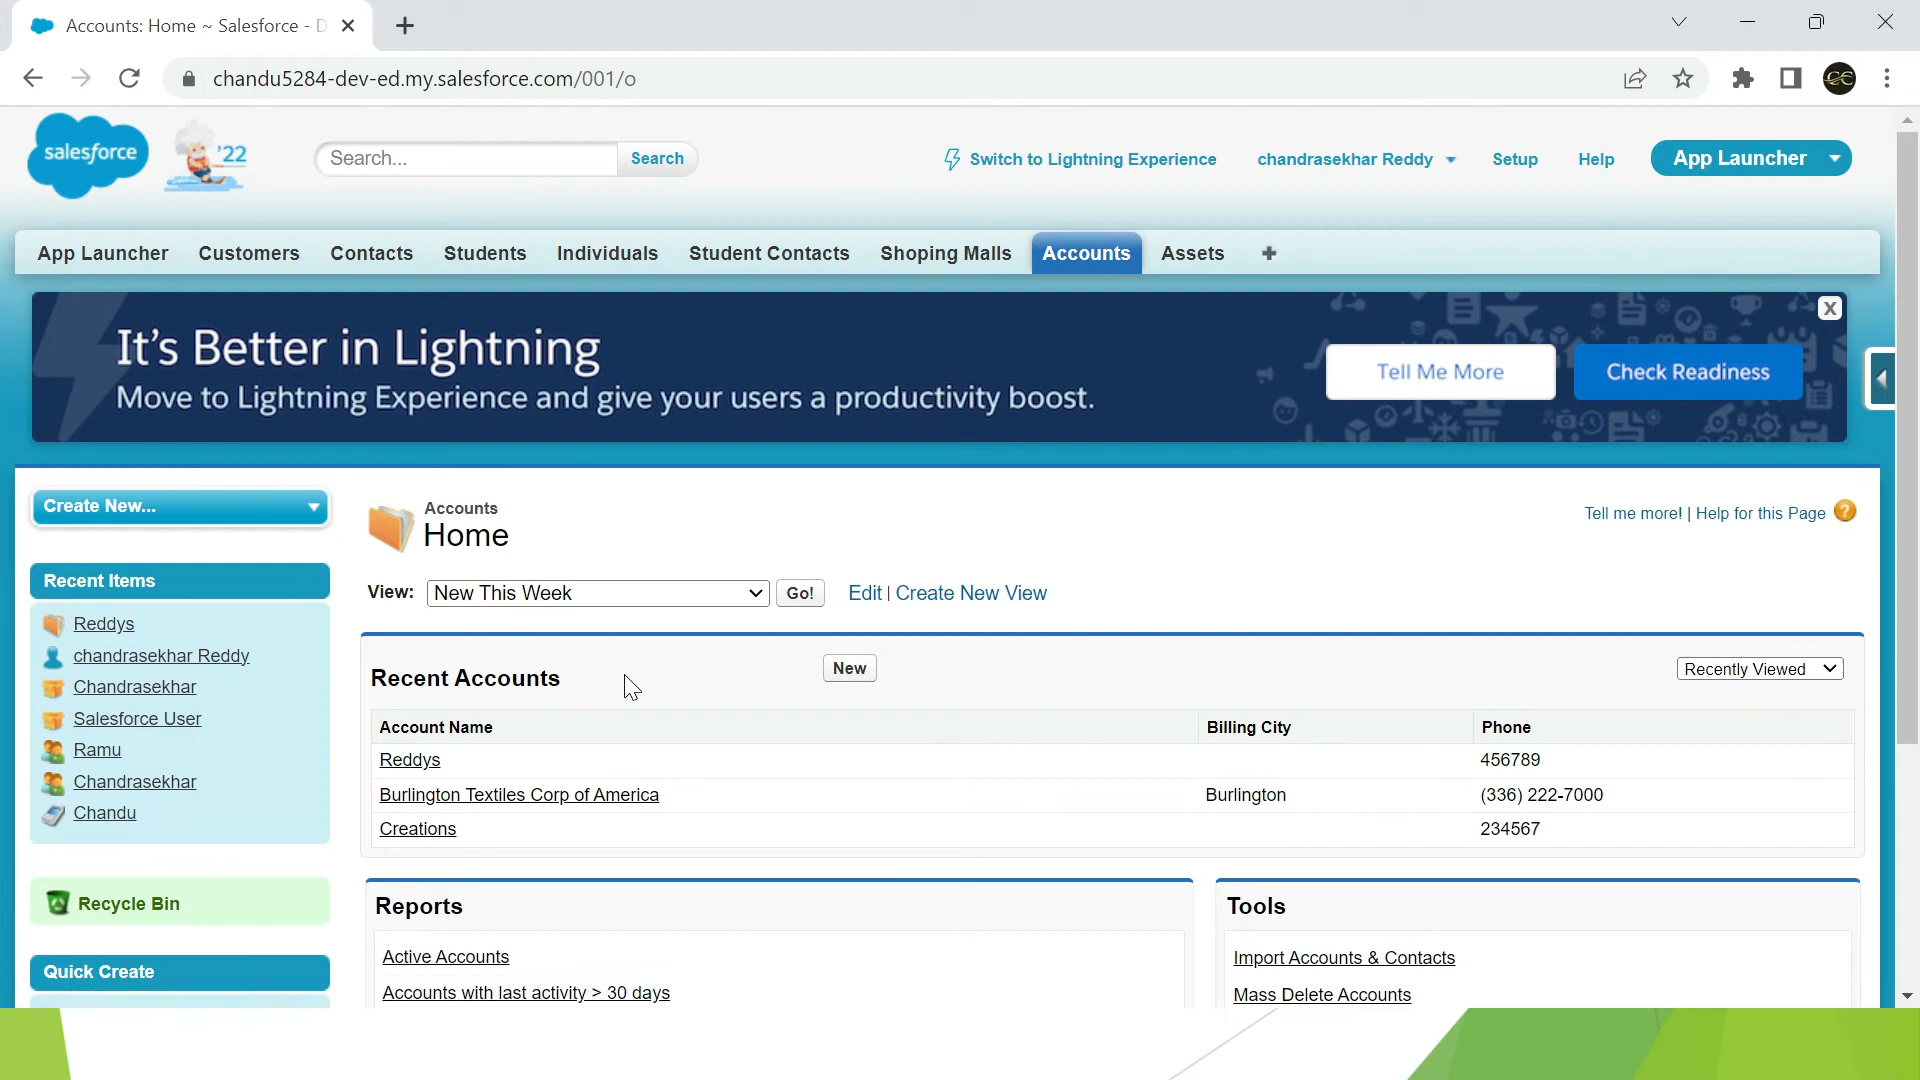 Accounts: Home ~ Salesforce - D
chandu5284-dev-ed.my.salesforce.com/001/o
salesforce
'22
Search...
Search
Switch to Lightning Experience
chandrasekhar Reddy
Setup
Help
App Launcher
App Launcher
Customers
Contacts
Students
Individuals
Student Contacts
Shoping Malls
Accounts
Assets
It's Better in Lightning
Move to Lightning Experience and give your users a productivity boost.
Tell Me More
Check Readiness
X
Create New...
Recent Items
Reddys
chandrasekhar Reddy
Chandrasekhar
Salesforce User
Ramu
Chandrasekhar
Chandu
Recycle Bin
Quick Create
Accounts
Home
Tell me more! | Help for this Page
View:
New This Week
Go!
Edit | Create New View
Recent Accounts
New
Recently Viewed
Account Name Billing City Phone
Reddys 456789
Burlington Textiles Corp of America Burlington (336) 222-7000
Creations 234567
Reports
Active Accounts
Accounts with last activity > 30 days
Tools
Import Accounts & Contacts
Mass Delete Accounts